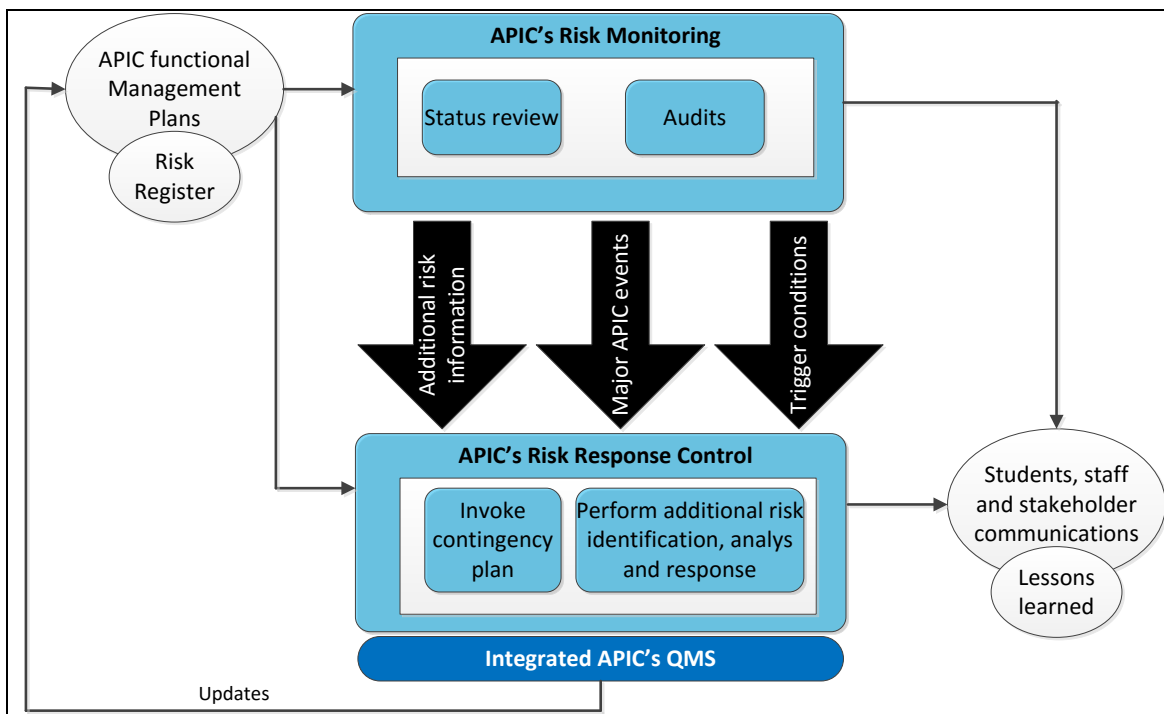 APIC's Risk Monitoring
APIC functional
Management
Plans
Risk
Register
Status review
Audits
Additional risk
information
Major APIC events
Trigger conditions
APIC's Risk Response Control
Invoke
contingency
plan
Perform additional risk
identification, analys
and response
Students, staff
and stakeholder
communications
Lessons
learned
Integrated APIC's QMS
Updates